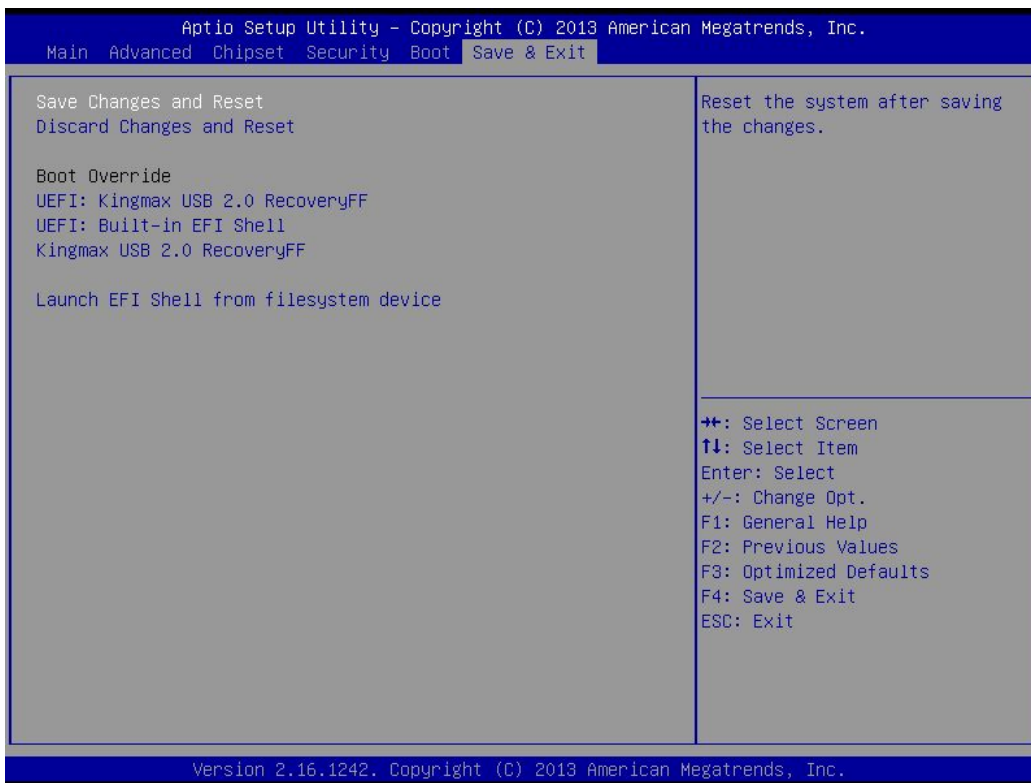 Aptio Setup Utility – Copyright (C) 2013 American Megatrends, Inc.
Main Advanced Chipset Security Boot Save & Exit
Save Changes and Reset
Discard Changes and Reset
Boot Override
UEFI: Kingmax USB 2.0 RecoveryFF
UEFI: Built-in EFI Shell
Kingmax USB 2.0 RecoveryFF
Launch EFI Shell from filesystem device
Reset the system after saving
the changes.
→←: Select Screen
↑↓: Select Item
Enter: Select
+/-: Change Opt.
F1: General Help
F2: Previous Values
F3: Optimized Defaults
F4: Save & Exit
ESC: Exit
Version 2.16.1242. Copyright (C) 2013 American Megatrends, Inc.